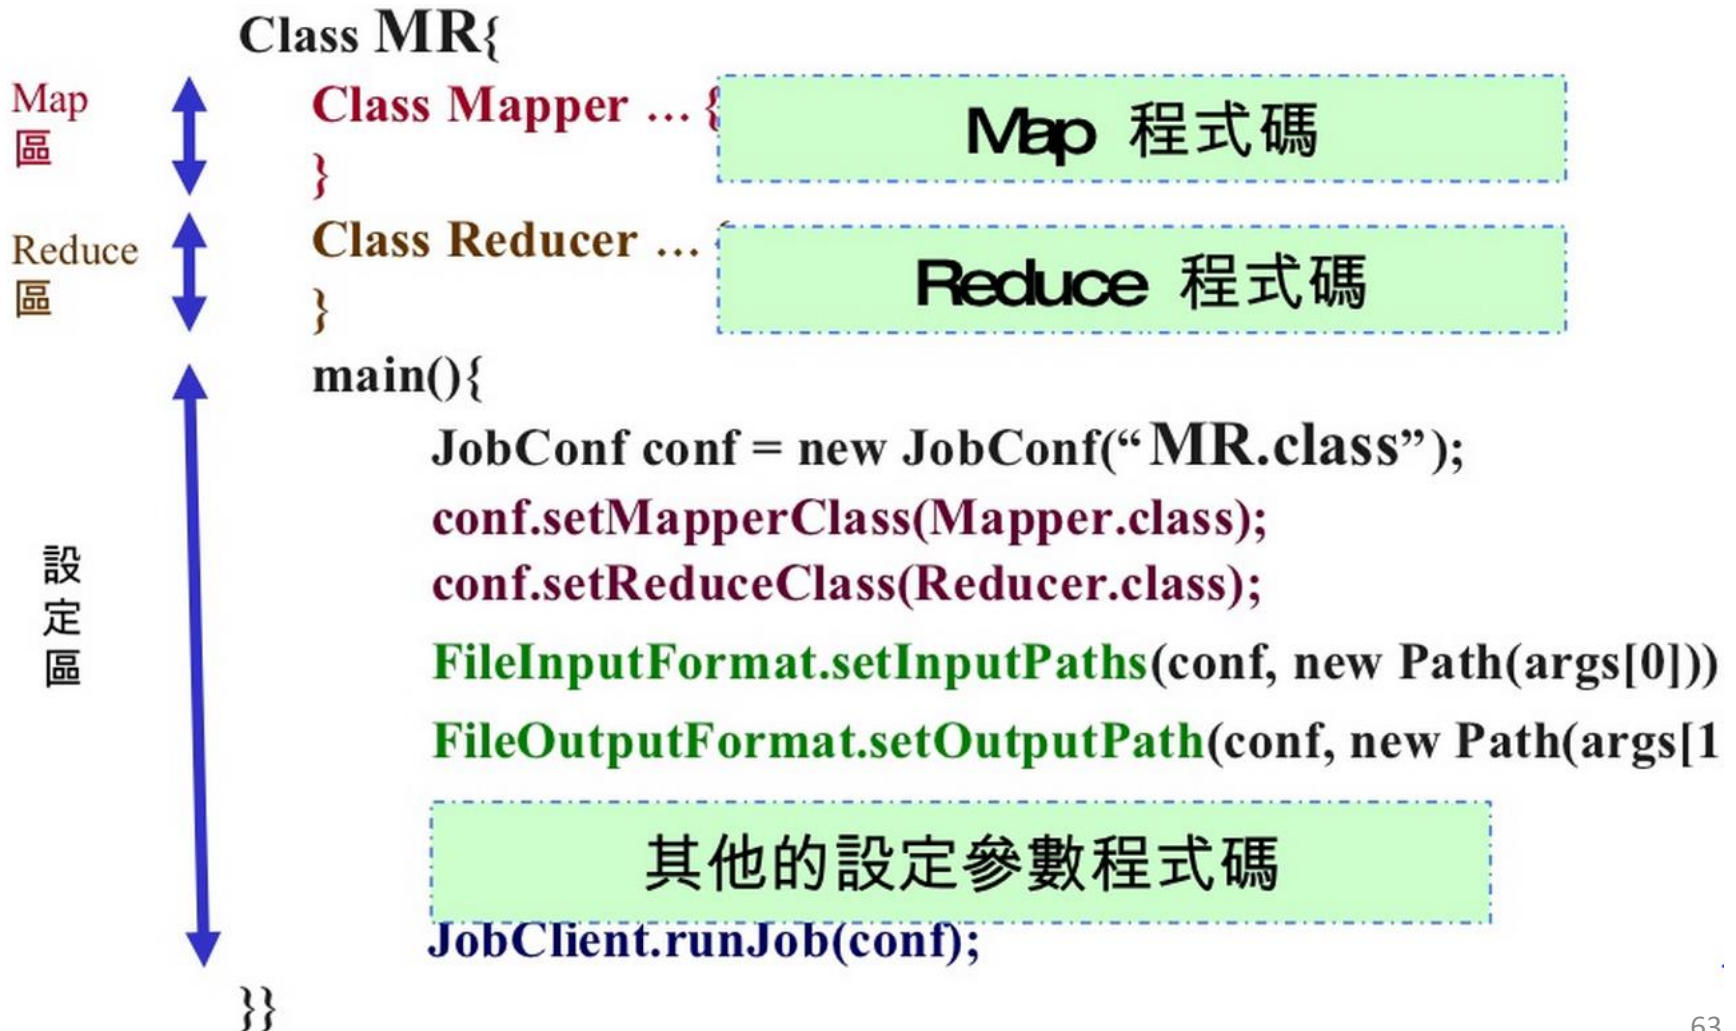 Class MR{
Map
區
Class Mapper ... {
Map 程式碼
}
Reduce
區
Class Reducer ...
Reduce 程式碼
}
設
定
區
main(){
JobConf conf = new JobConf(“MR.class”);
conf.setMapperClass(Mapper.class);
conf.setReduceClass(Reducer.class);
FileInputFormat.setInputPaths(conf, new Path(args[0]))
FileOutputFormat.setOutputPath(conf, new Path(args[1
其他的設定參數程式碼
JobClient.runJob(conf);
}}
63